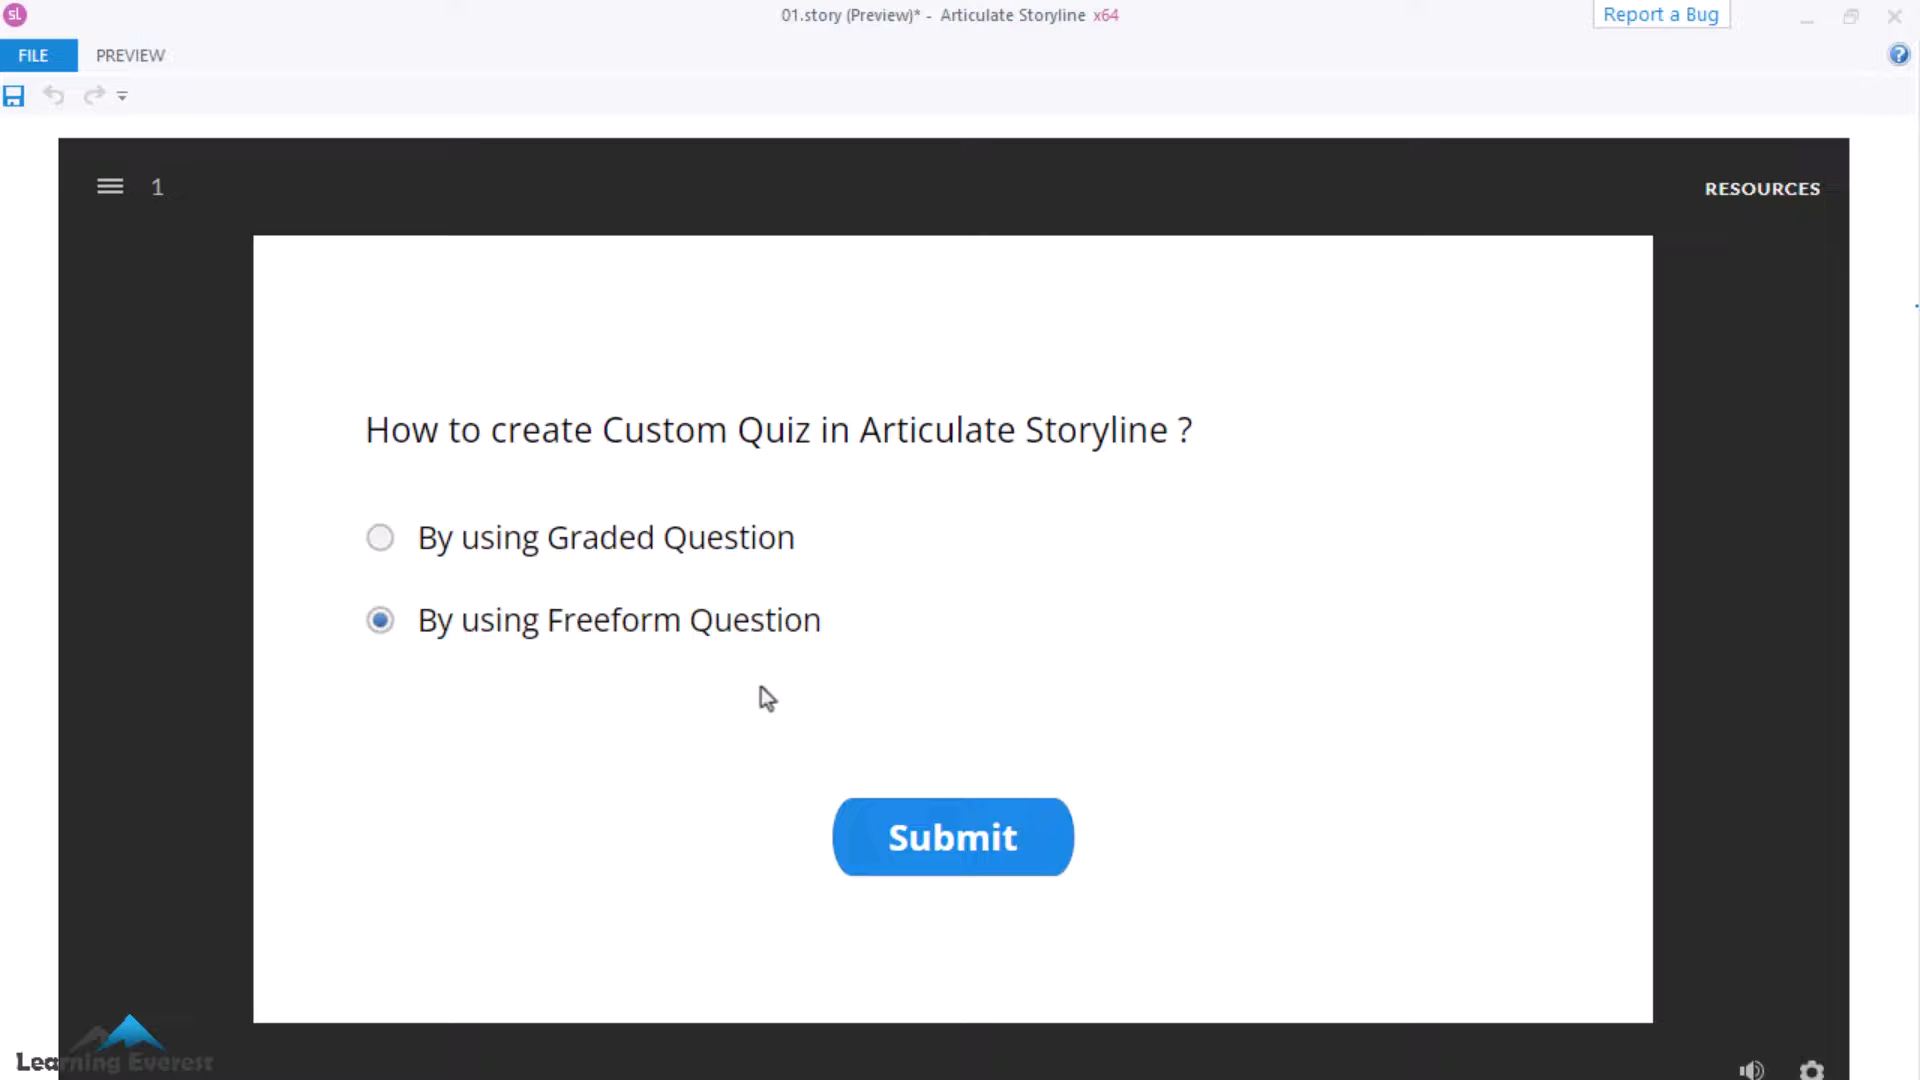 sl
01.story (Preview)* - Articulate Storyline x64
Report a Bug
FILE
PREVIEW
?
1
RESOURCES
How to create Custom Quiz in Articulate Storyline ?
By using Graded Question
By using Freeform Question
Submit
Learning Everest